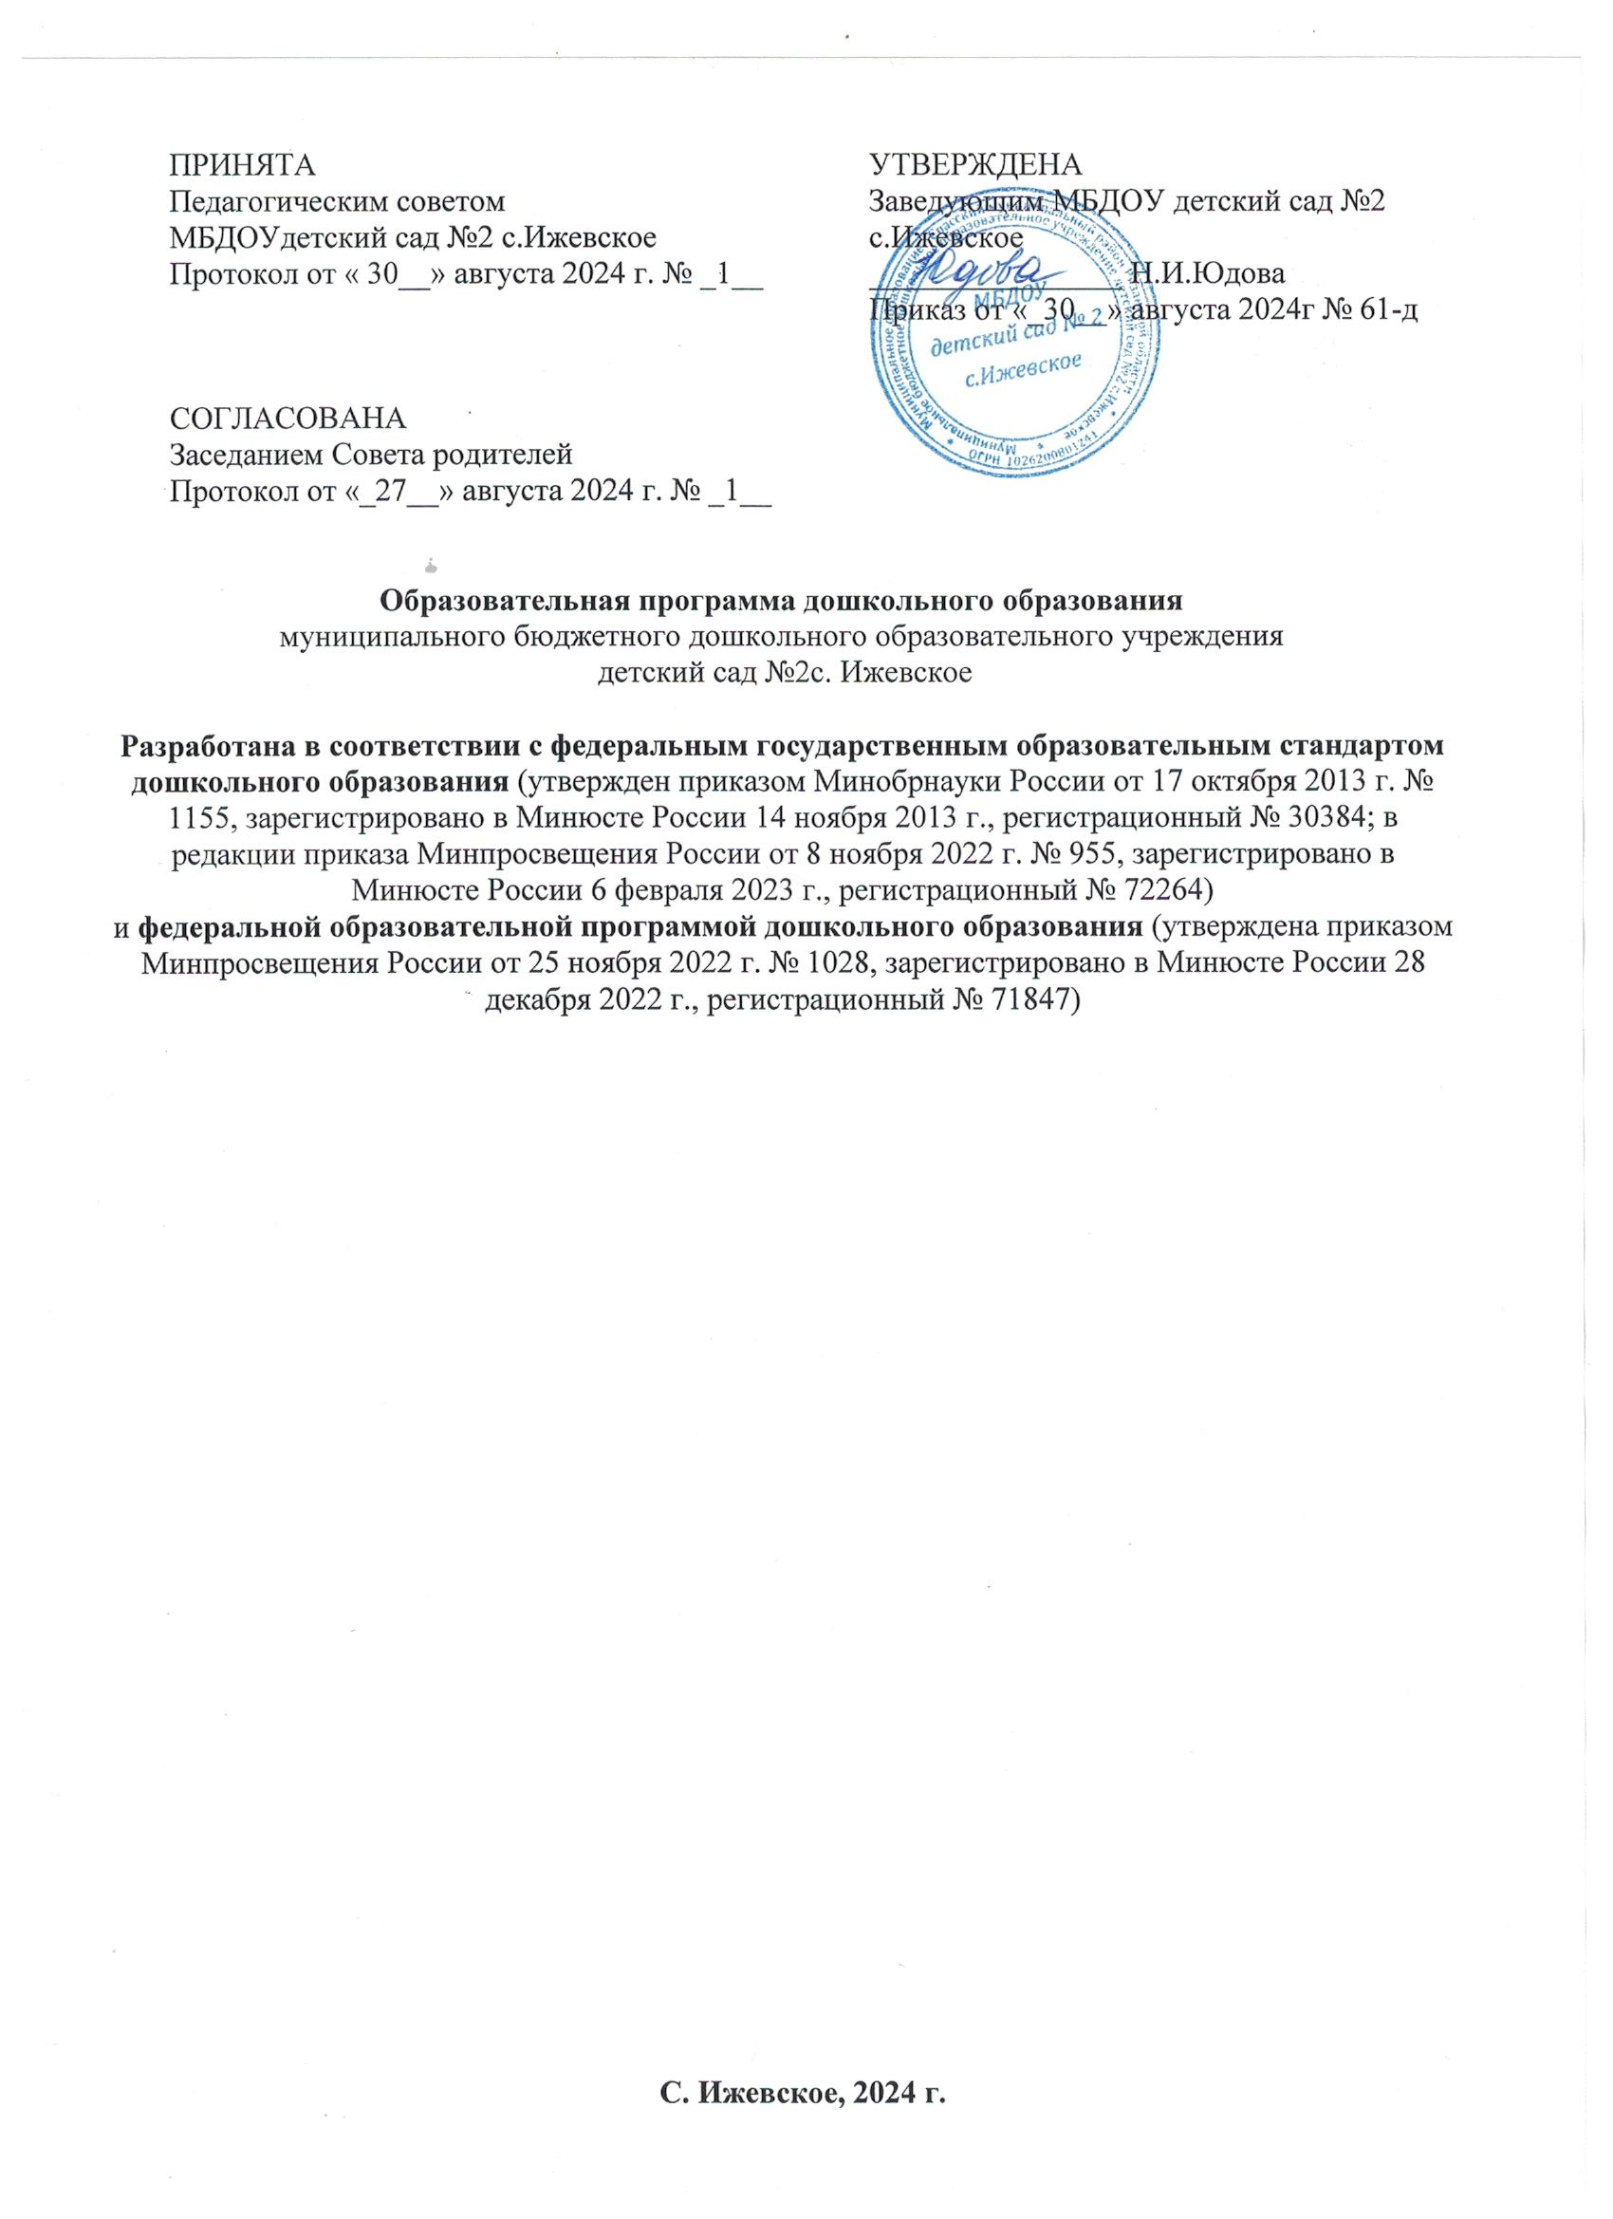 ПРИНЯТА
Педагогическим советом
МБДОУдетский сад №2 с.Ижевское
Протокол от « 30__» августа 2024 г. № _1__
УТВЕРЖДЕНА
Заведующим МБДОУ детский сад №2
с.Ижевское
Юдова Н.И.Юдова
Приказ от «_30__» августа 2024г № 61-д
МБДОУ
детский сад № 2
с.Ижевское
ОГРН 1026200801241
СОГЛАСОВАНА
Заседанием Совета родителей
Протокол от «_27__» августа 2024 г. № _1__
Образовательная программа дошкольного образования
муниципального бюджетного дошкольного образовательного учреждения
детский сад №2с. Ижевское
Разработана в соответствии с федеральным государственным образовательным стандартом
дошкольного образования (утвержден приказом Минобрнауки России от 17 октября 2013 г. №
1155, зарегистрировано в Минюсте России 14 ноября 2013 г., регистрационный № 30384; в
редакции приказа Минпросвещения России от 8 ноября 2022 г. № 955, зарегистрировано в
Минюсте России 6 февраля 2023 г., регистрационный № 72264)
и федеральной образовательной программой дошкольного образования (утверждена приказом
Минпросвещения России от 25 ноября 2022 г. № 1028, зарегистрировано в Минюсте России 28
декабря 2022 г., регистрационный № 71847)
С. Ижевское, 2024 г.